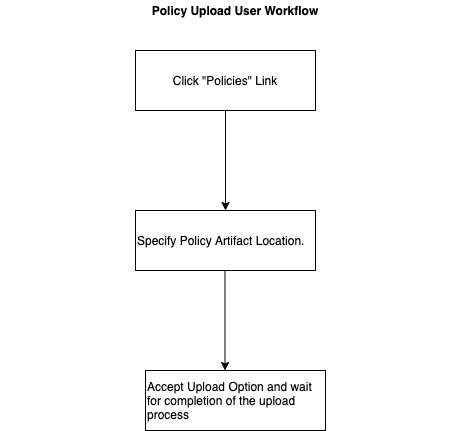 Policy Upload User Workflow
Click "Policies" Link
Specify Policy Artifact Location.
Accept Upload Option and wait
for completion of the upload
process